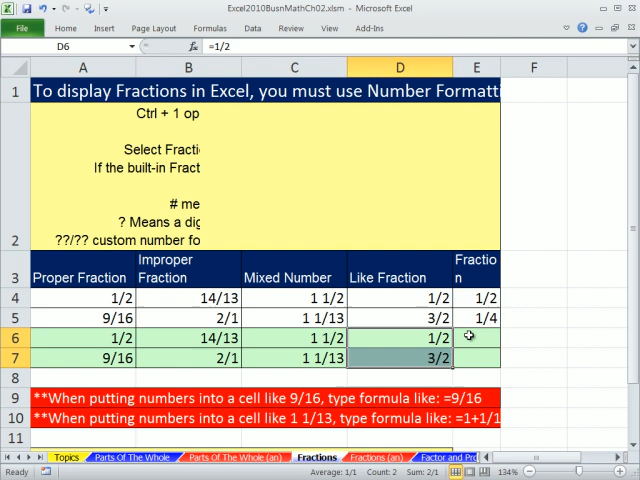 Excel2010BusnMathCh02.xlsm - Microsoft Excel
File Home Insert Page Layout Formulas Data Review View Add-Ins
D6 fx =1/2
A B C D E F
1 To display Fractions in Excel, you must use Number Formatti
Ctrl + 1 op
Select Fracti
If the built-in Fract
# me
? Means a dig
2 ??/?? custom number fo
3 Proper Fraction Improper Fraction Mixed Number Like Fraction Fractio n
4 1/2 14/13 1 1/2 1/2 1/2
5 9/16 2/1 1 1/13 3/2 1/4
6 1/2 14/13 1 1/2 1/2
7 9/16 2/1 1 1/13 3/2
8
9 **When putting numbers into a cell like 9/16, type formula like: =9/16
10 **When putting numbers into a cell like 1 1/13, type formula like: =1+1/1
11
Topics Parts Of The Whole Parts Of The Whole (an) Fractions Fractions (an) Factor and Pro
Ready Average: 1/1 Count: 2 Sum: 2/1 134%